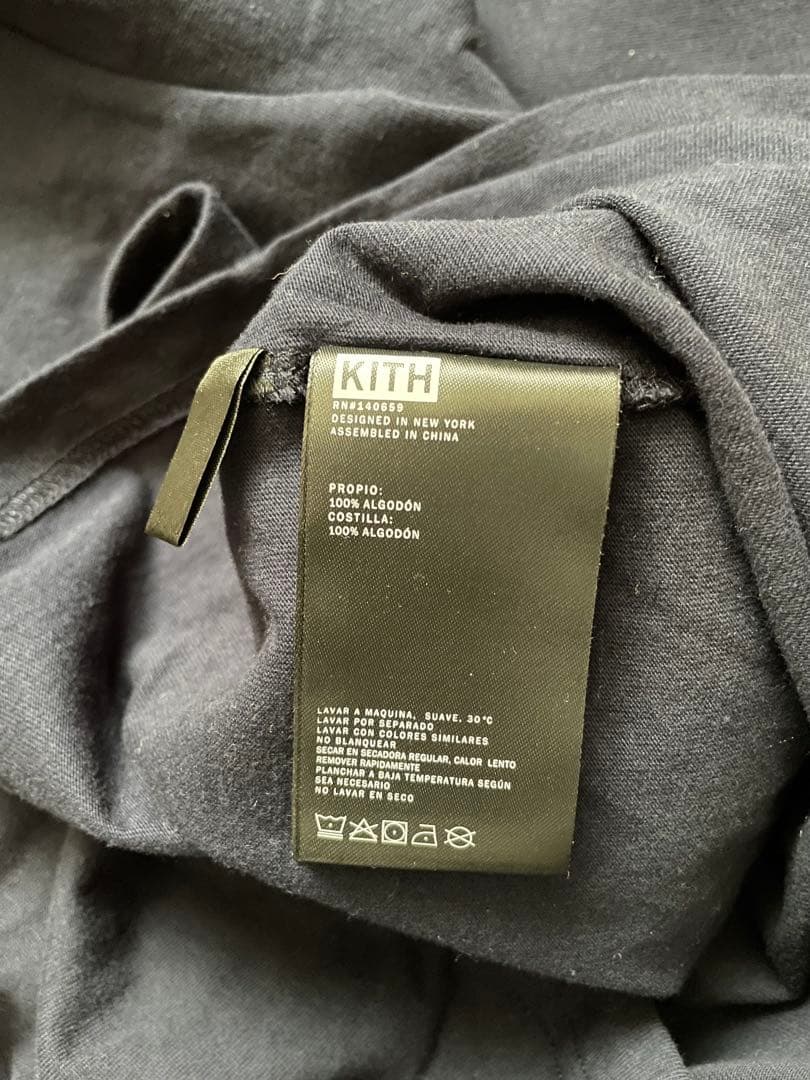 KITH
RN#140659
DESIGNED IN NEW YORK
ASSEMBLED IN CHINA
PROPIO:
100% ALGODÓN
COSTILLA:
100% ALGODÓN
LAVAR A MAQUINA, SUAVE, 30°C
LAVAR POR SEPARADO
LAVAR CON COLORES SIMILARES
NO BLANQUEAR
SECAR EN SECADORA REGULAR, CALOR LENTO
REMOVER RAPIDAMENTE
PLANCHAR A BAJA TEMPERATURA SEGÚN
SEA NECESARIO
NO LAVAR EN SECO